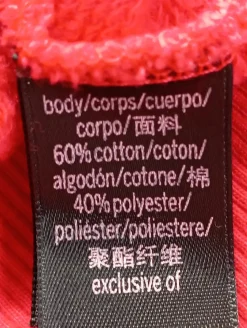 body/corps/cuerpo/
corpo/面料
60% cotton/coton/
algodón/cotone/棉
40% polyester/
poliéster/poliestere/
聚酯纤维
exclusive of